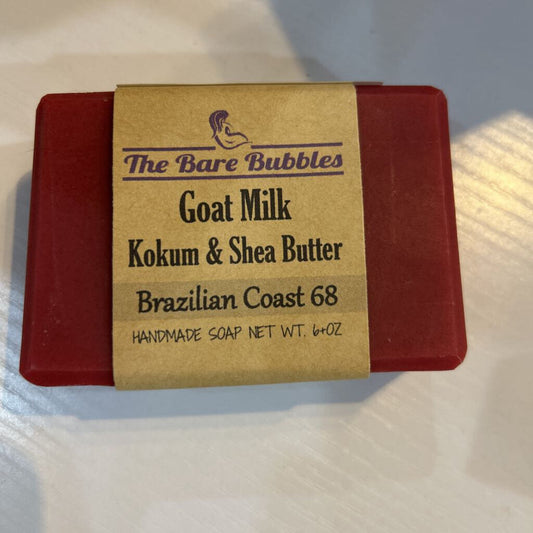 The Bare Bubbles
Goat Milk
Kokum & Shea Butter
Brazilian Coast 68
HANDMADE SOAP NET WT. 6+OZ